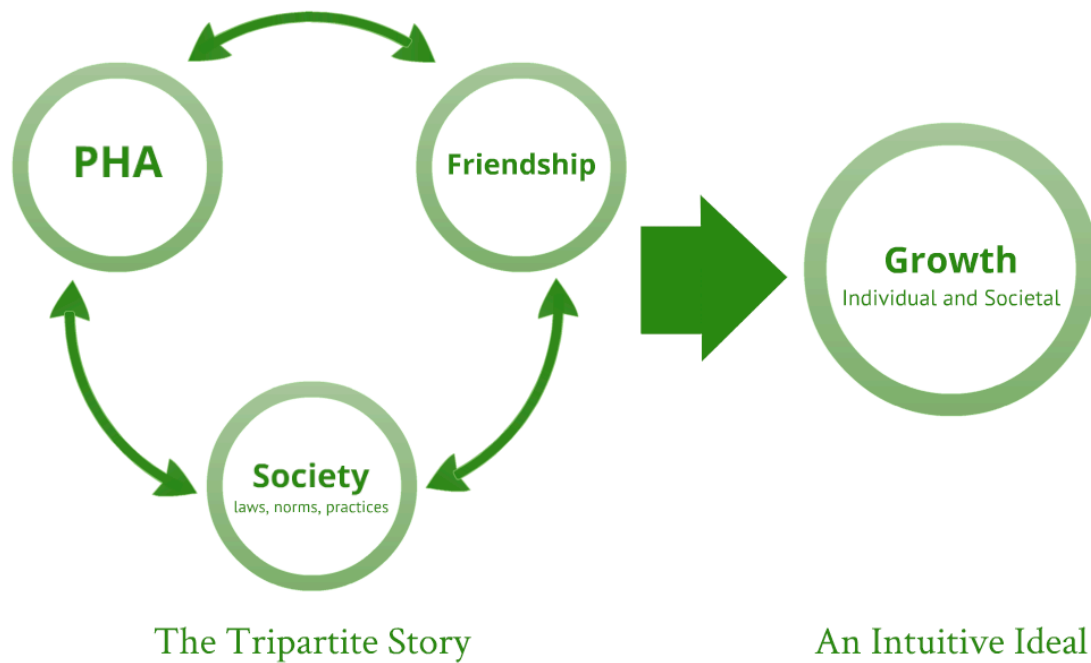 PHA
Friendship
Growth
Individual and Societal
Society
laws, norms, practices
The Tripartite Story
An Intuitive Ideal